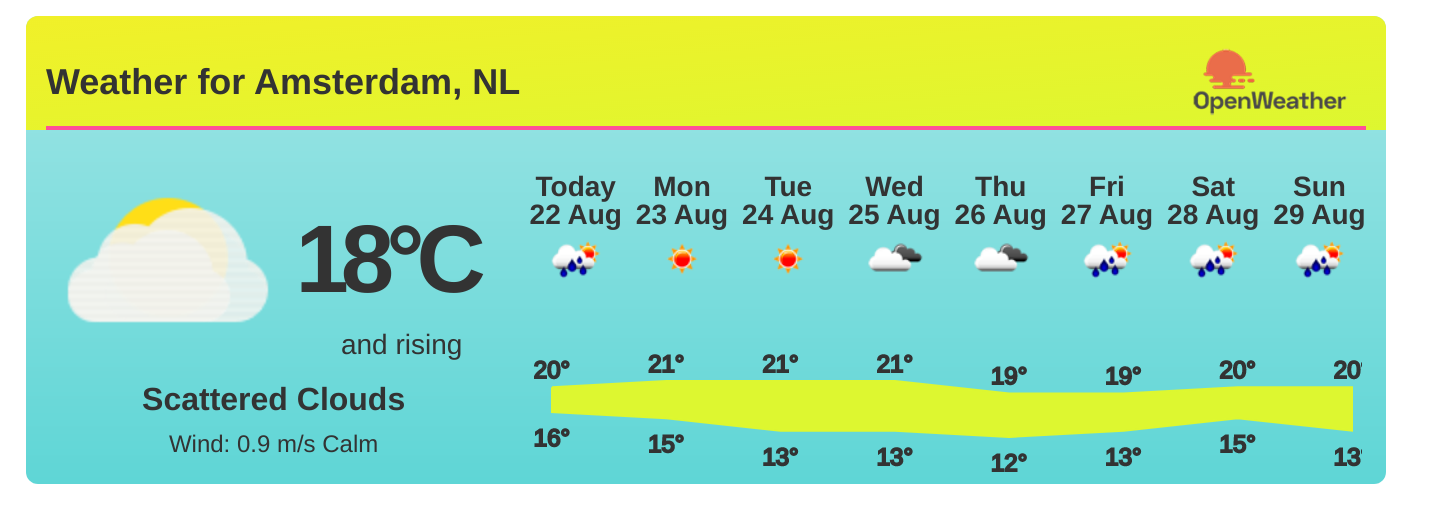 Weather for Amsterdam, NL
OpenWeather
18°C
and rising
Scattered Clouds
Wind: 0.9 m/s Calm
Today Mon Tue Wed Thu Fri Sat Sun
22 Aug 23 Aug 24 Aug 25 Aug 26 Aug 27 Aug 28 Aug 29 Aug
20° 21° 21° 21° 19° 19° 20° 20°
16° 15° 13° 13° 12° 13° 15° 13°